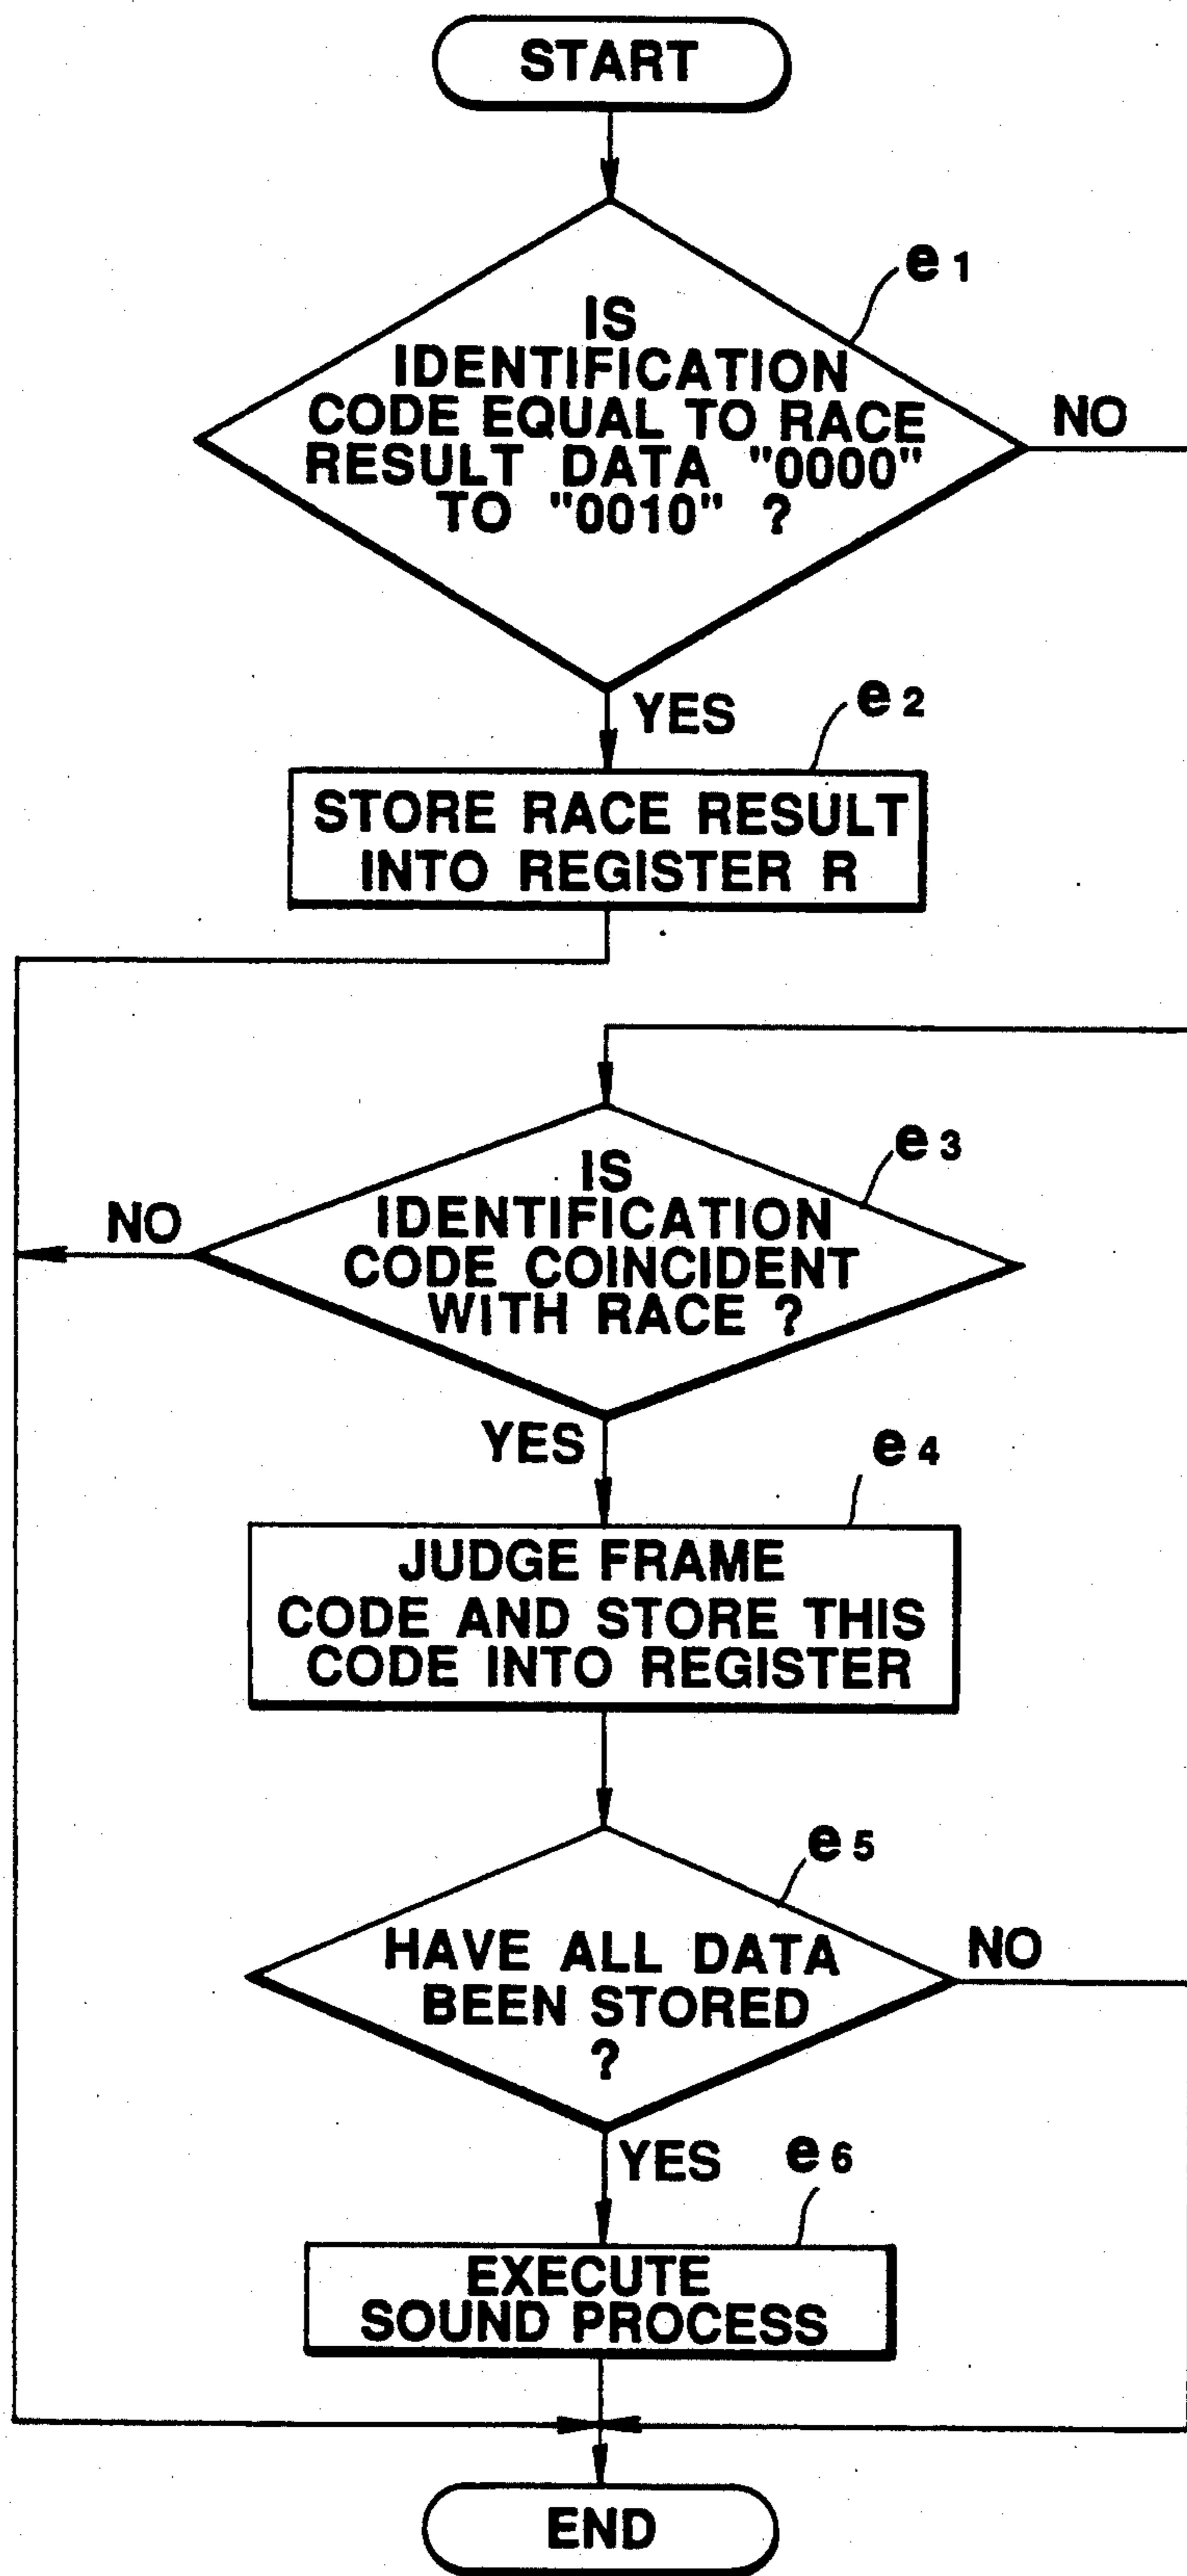 START
e1
IS
IDENTIFICATION
CODE EQUAL TO RACE
RESULT DATA "0000"
TO "0010" ?
NO
YES
e2
STORE RACE RESULT
INTO REGISTER R
e3
IS
IDENTIFICATION
CODE COINCIDENT
WITH RACE ?
NO
YES
e4
JUDGE FRAME
CODE AND STORE THIS
CODE INTO REGISTER
e5
HAVE ALL DATA
BEEN STORED
?
NO
YES
e6
EXECUTE
SOUND PROCESS
END